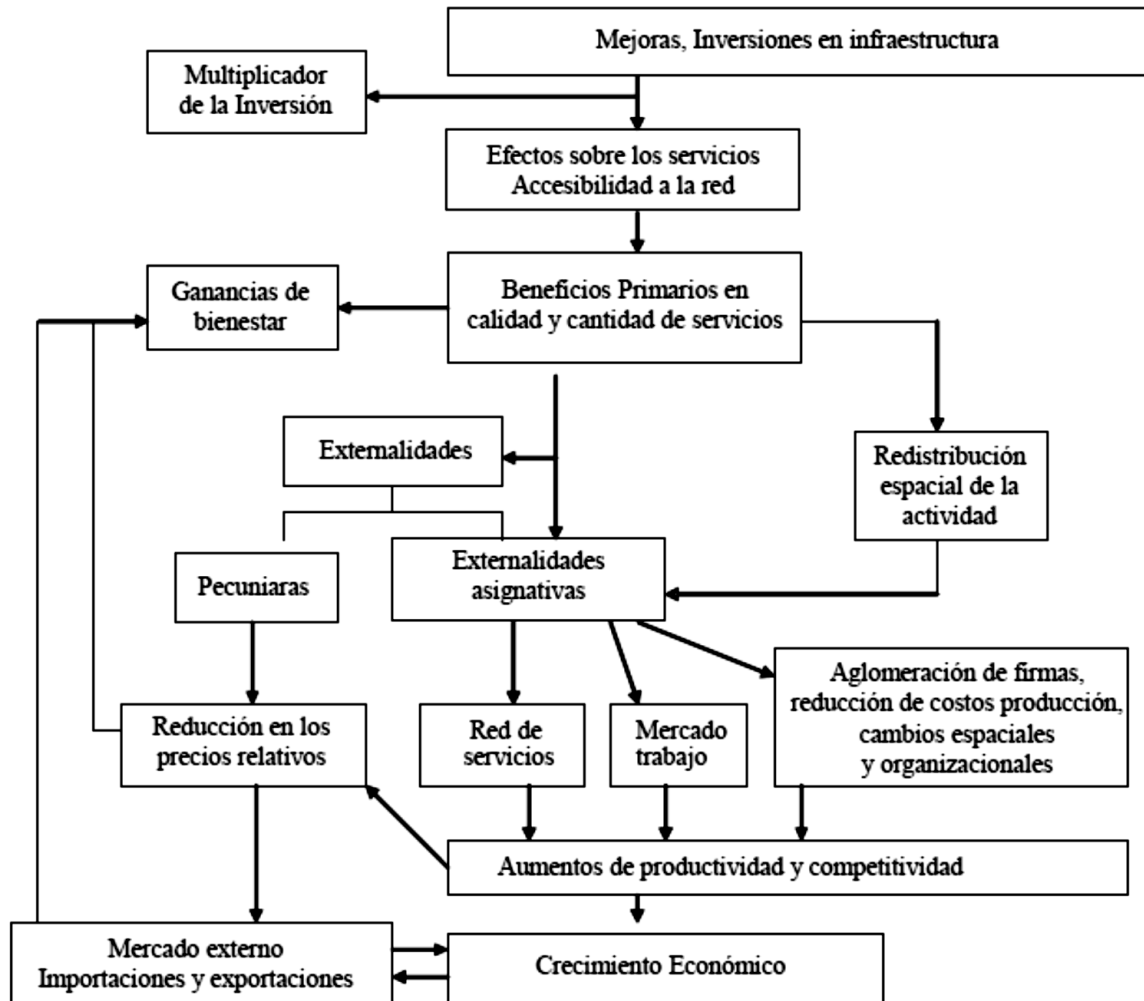 Mejoras, Inversiones en infraestructura
Multiplicador
de la Inversión
Efectos sobre los servicios
Accesibilidad a la red
Ganancias de
bienestar
Beneficios Primarios en
calidad y cantidad de servicios
Externalidades
Redistribución
espacial de la
actividad
Pecuniaras
Externalidades
asignativas
Reducción en los
precios relativos
Red de
servicios
Mercado
trabajo
Aglomeración de firmas,
reducción de costos producción,
cambios espaciales
y organizacionales
Aumentos de productividad y competitividad
Mercado externo
Importaciones y exportaciones
Crecimiento Económico